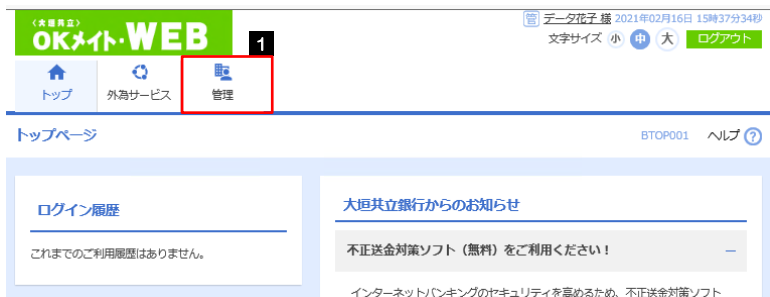 〈大垣共立〉
OKメイト・WEB
管 データ花子 様 2021年02月16日 15時37分34秒
文字サイズ 小 中 大 ログアウト
1
トップ 外為サービス 管理
トップページ BTOP001 ヘルプ ?
ログイン履歴
これまでのご利用履歴はありません。
大垣共立銀行からのお知らせ
不正送金対策ソフト（無料）をご利用ください！ －
インターネットバンキングのセキュリティを高めるため、不正送金対策ソフト